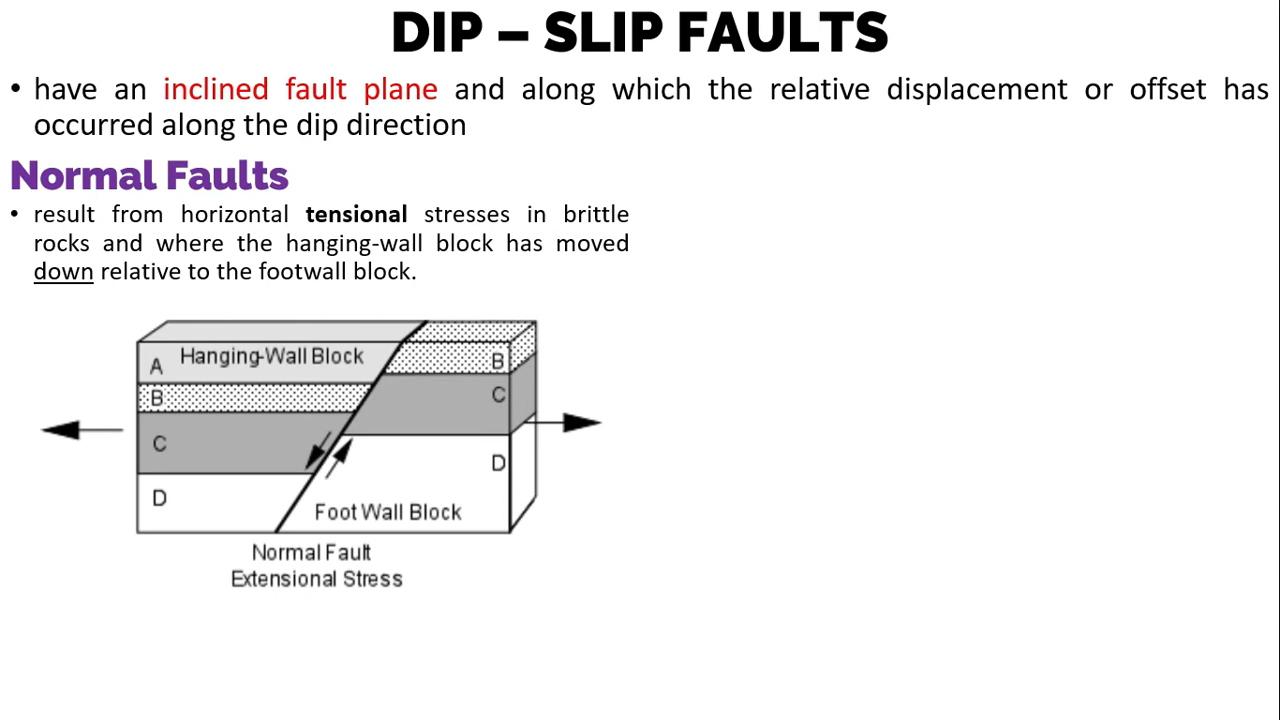 DIP – SLIP FAULTS
• have an inclined fault plane and along which the relative displacement or offset has
occurred along the dip direction
Normal Faults
• result from horizontal tensional stresses in brittle
rocks and where the hanging-wall block has moved
down relative to the footwall block.
Hanging-Wall Block
A
B
B
C
C
D
D
Foot Wall Block
Normal Fault
Extensional Stress